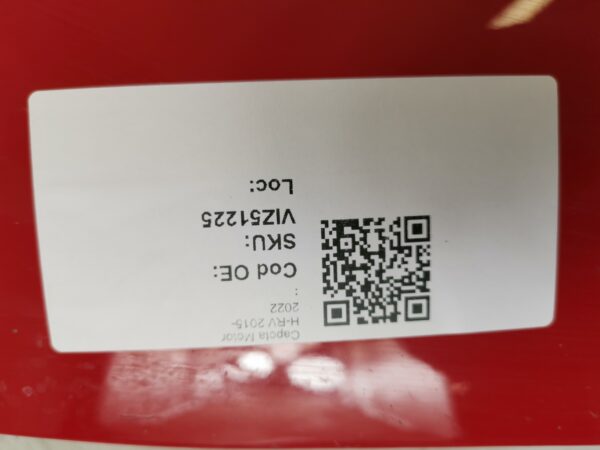 Capota Motor
H-RV 2015-
2022
:
Cod OE:
SKU:
VIZ51225
Loc: